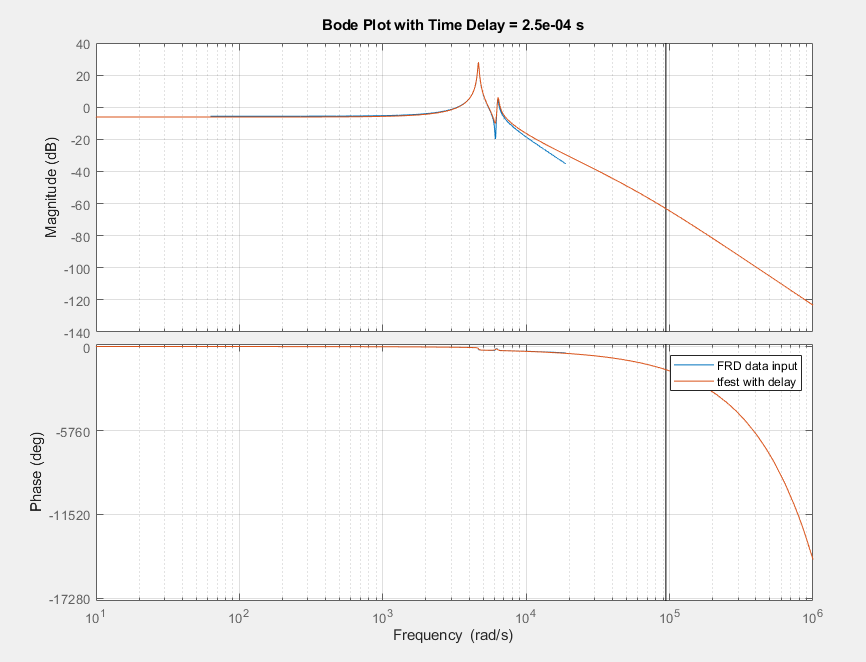 Bode Plot with Time Delay = 2.5e-04 s
40
20
0
-20
-40
-60
-80
-100
-120
-140
Magnitude (dB)
0
-5760
-11520
-17280
Phase (deg)
FRD data input
tfest with delay
10^1 10^2 10^3 10^4 10^5 10^6
Frequency (rad/s)